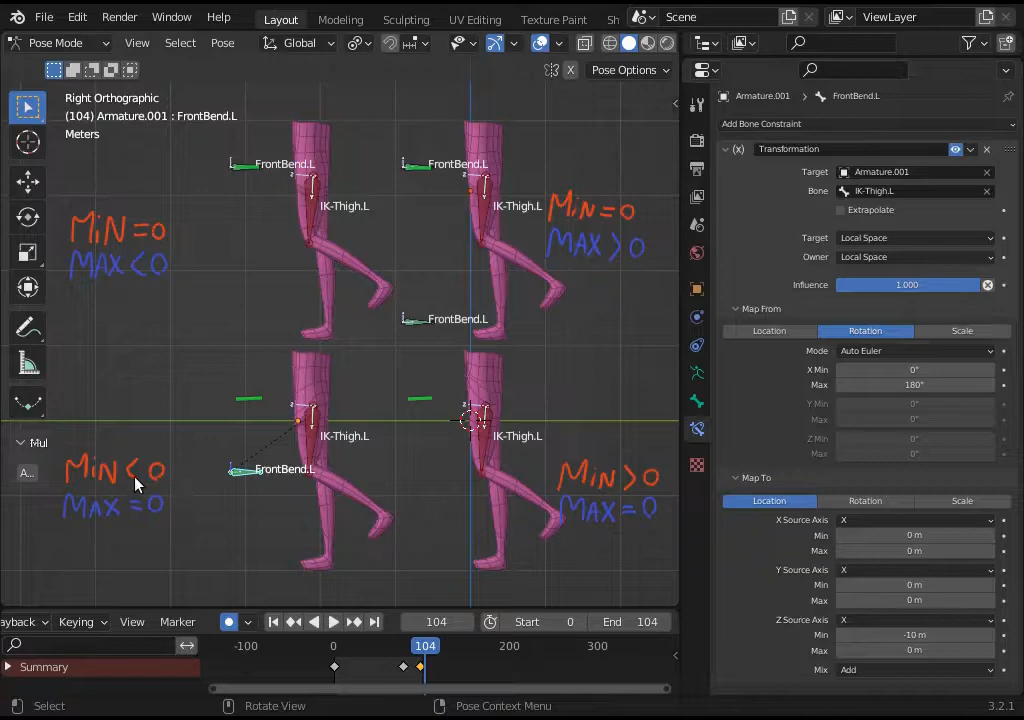 File Edit Render Window Help Layout Modeling Sculpting UV Editing Texture Paint Sh Scene ViewLayer
Pose Mode View Select Pose Global
X Pose Options
Right Orthographic
(104) Armature.001 : FrontBend.L
Meters
FrontBend.L FrontBend.L
IK-Thigh.L IK-Thigh.L
MiN=0 MiN=0
MAX<0 MAX>0
FrontBend.L
IK-Thigh.L IK-Thigh.L
Mul
A...
FrontBend.L
MiN<0 MiN>0
MAX=0 MAX=0
Armature.001 FrontBend.L
Add Bone Constraint
(x) Transformation
Target Armature.001
Bone IK-Thigh.L
Extrapolate
Target Local Space
Owner Local Space
Influence 1.000
Map From
Location Rotation Scale
Mode Auto Euler
X Min 0°
Max 180°
Y Min 0°
Max 0°
Z Min 0°
Max 0°
Map To
Location Rotation Scale
X Source Axis X
Min 0 m
Max 0 m
Y Source Axis X
Min 0 m
Max 0 m
Z Source Axis X
Min -10 m
Max 0 m
Mix Add
ayback Keying View Marker 104 Start 0 End 104
-100 0 104 200 300
Summary
Select Rotate View Pose Context Menu 3.2.1